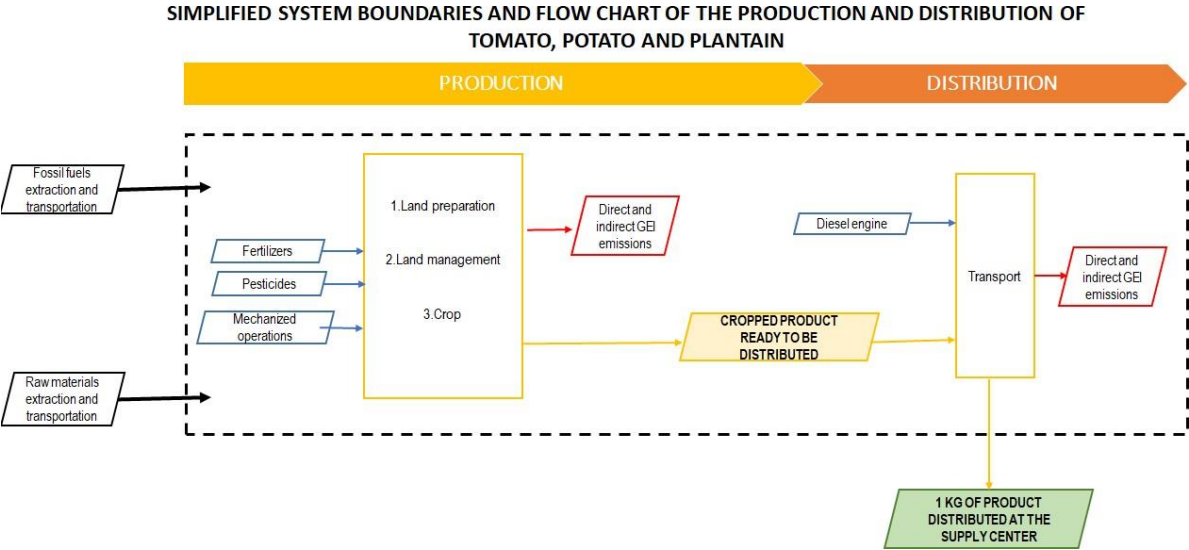 SIMPLIFIED SYSTEM BOUNDARIES AND FLOW CHART OF THE PRODUCTION AND DISTRIBUTION OF
TOMATO, POTATO AND PLANTAIN
PRODUCTION
DISTRIBUTION
Fossil fuels
extraction and
transportation
Raw materials
extraction and
transportation
Fertilizers
Pesticides
Mechanized
operations
1.Land preparation
2.Land management
3.Crop
Direct and
indirect GEI
emissions
CROPPED PRODUCT
READY TO BE
DISTRIBUTED
Diesel engine
Transport
Direct and
indirect GEI
emissions
1 KG OF PRODUCT
DISTRIBUTED AT THE
SUPPLY CENTER